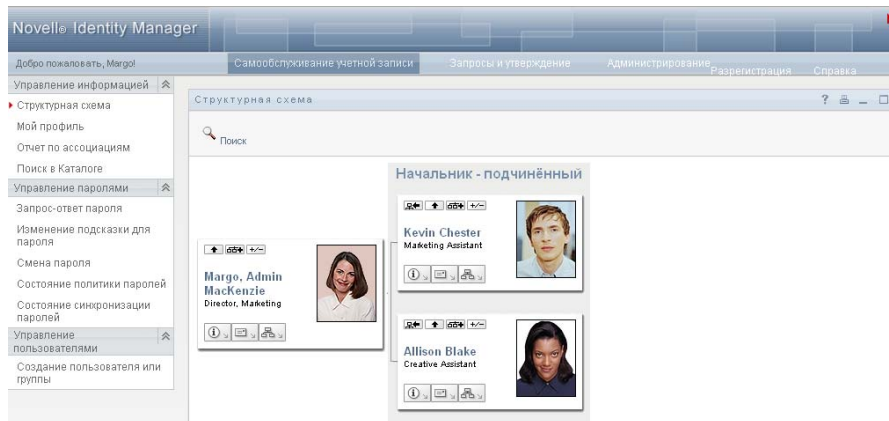 Novell® Identity Manager
Добро пожаловать, Margo!
Самообслуживание учетной записи
Запросы и утверждение
Администрирование
Разрегистрация
Справка
Управление информацией
Структурная схема
Мой профиль
Отчет по ассоциациям
Поиск в Каталоге
Управление паролями
Запрос-ответ пароля
Изменение подсказки для
пароля
Смена пароля
Состояние политики паролей
Состояние синхронизации
паролей
Управление
пользователями
Создание пользователя или
группы
Структурная схема
?
Поиск
Начальник - подчинённый
Margo, Admin
MacKenzie
Director, Marketing
Kevin Chester
Marketing Assistant
Allison Blake
Creative Assistant